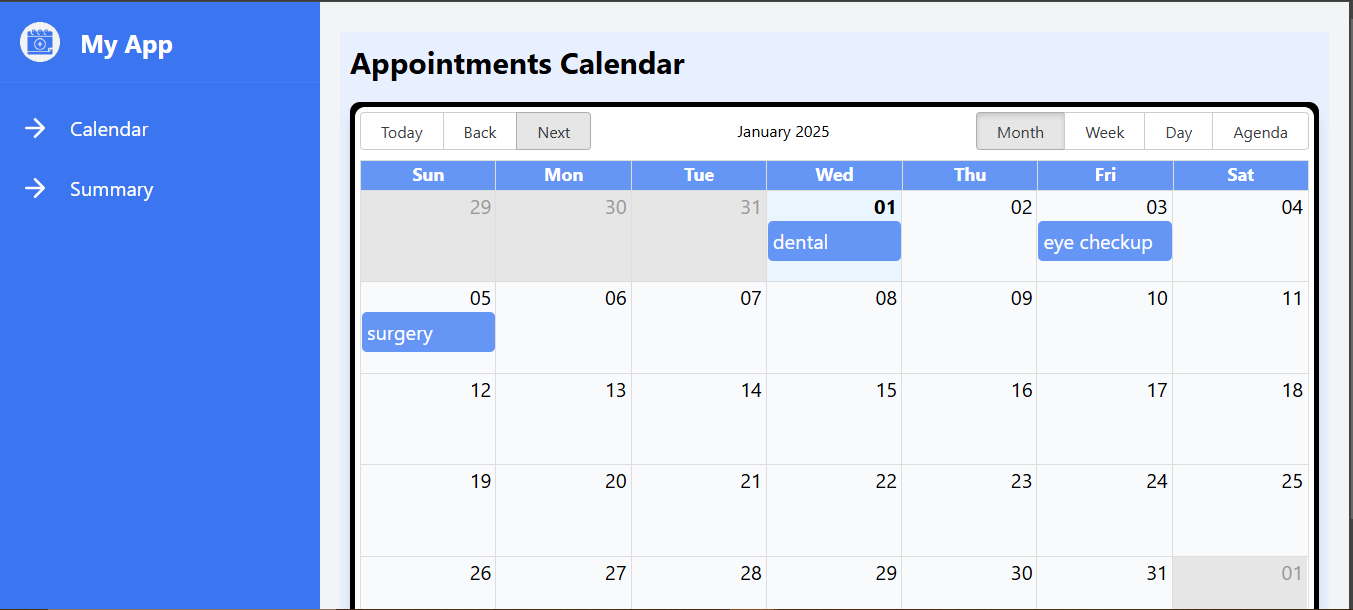 My App
Calendar
Summary
Appointments Calendar
Today Back Next January 2025 Month Week Day Agenda
Sun Mon Tue Wed Thu Fri Sat
29 30 31 01 02 03 04
dental eye checkup
05 06 07 08 09 10 11
surgery
12 13 14 15 16 17 18
19 20 21 22 23 24 25
26 27 28 29 30 31 01